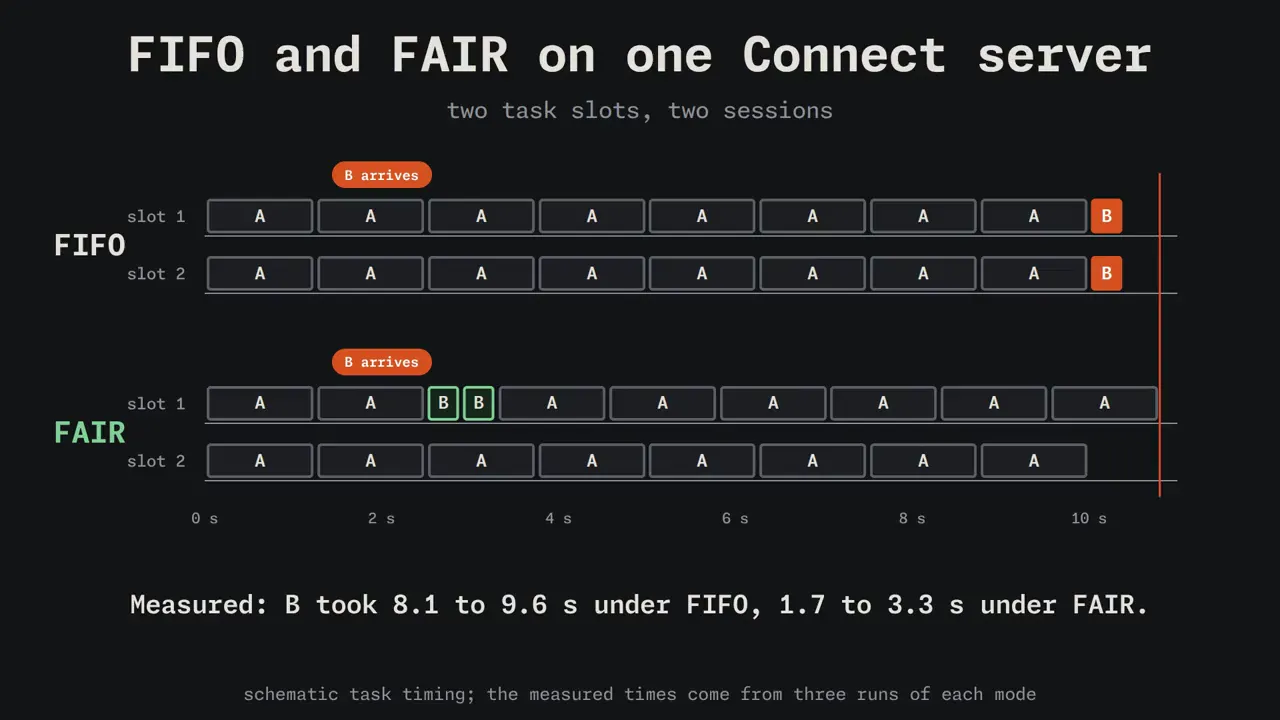 FIFO and FAIR on one Connect server
two task slots, two sessions
B arrives
slot 1 A A A A A A A A B
FIFO
slot 2 A A A A A A A A B
B arrives
slot 1 A A B B A A A A A A
FAIR
slot 2 A A A A A A A A
0 s 2 s 4 s 6 s 8 s 10 s
Measured: B took 8.1 to 9.6 s under FIFO, 1.7 to 3.3 s under FAIR.
schematic task timing; the measured times come from three runs of each mode